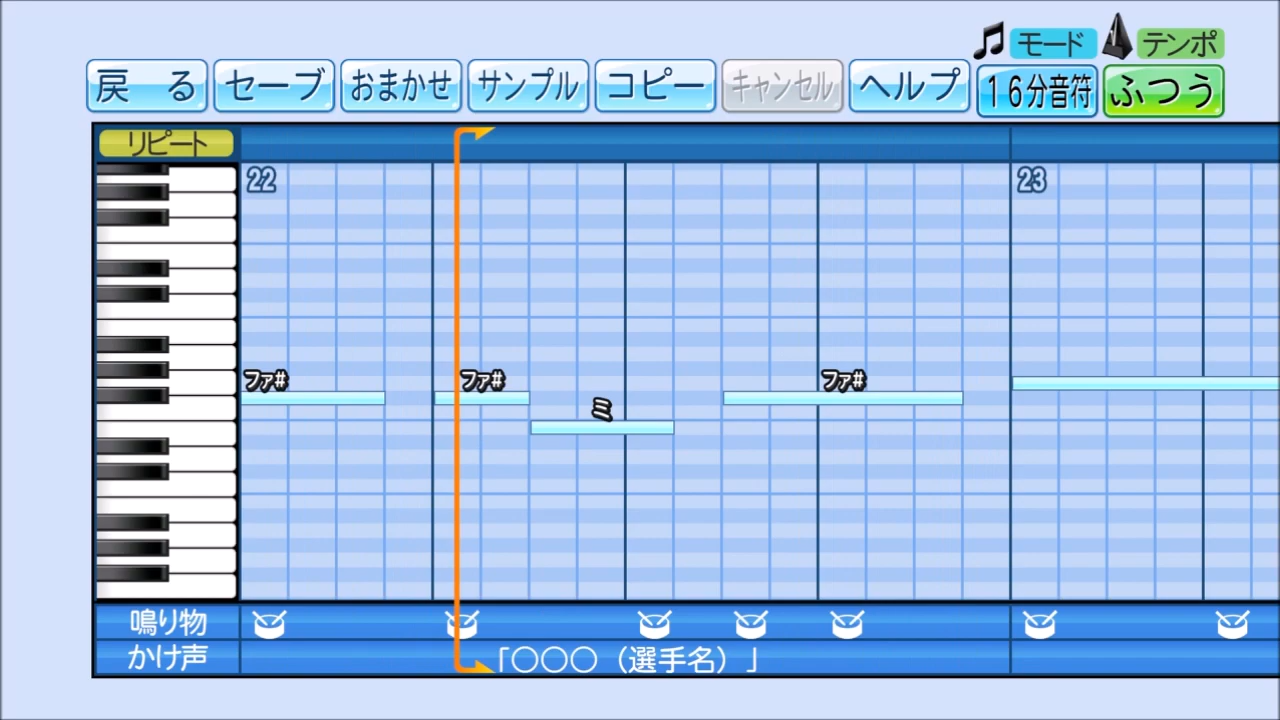 モード テンポ
戻る セーブ おまかせ サンプル コピー キャンセル ヘルプ 16分音符 ふつう
リピート
22 23
ファ♯ ファ♯ ファ♯
ミ
鳴り物
かけ声 「○○○（選手名）」